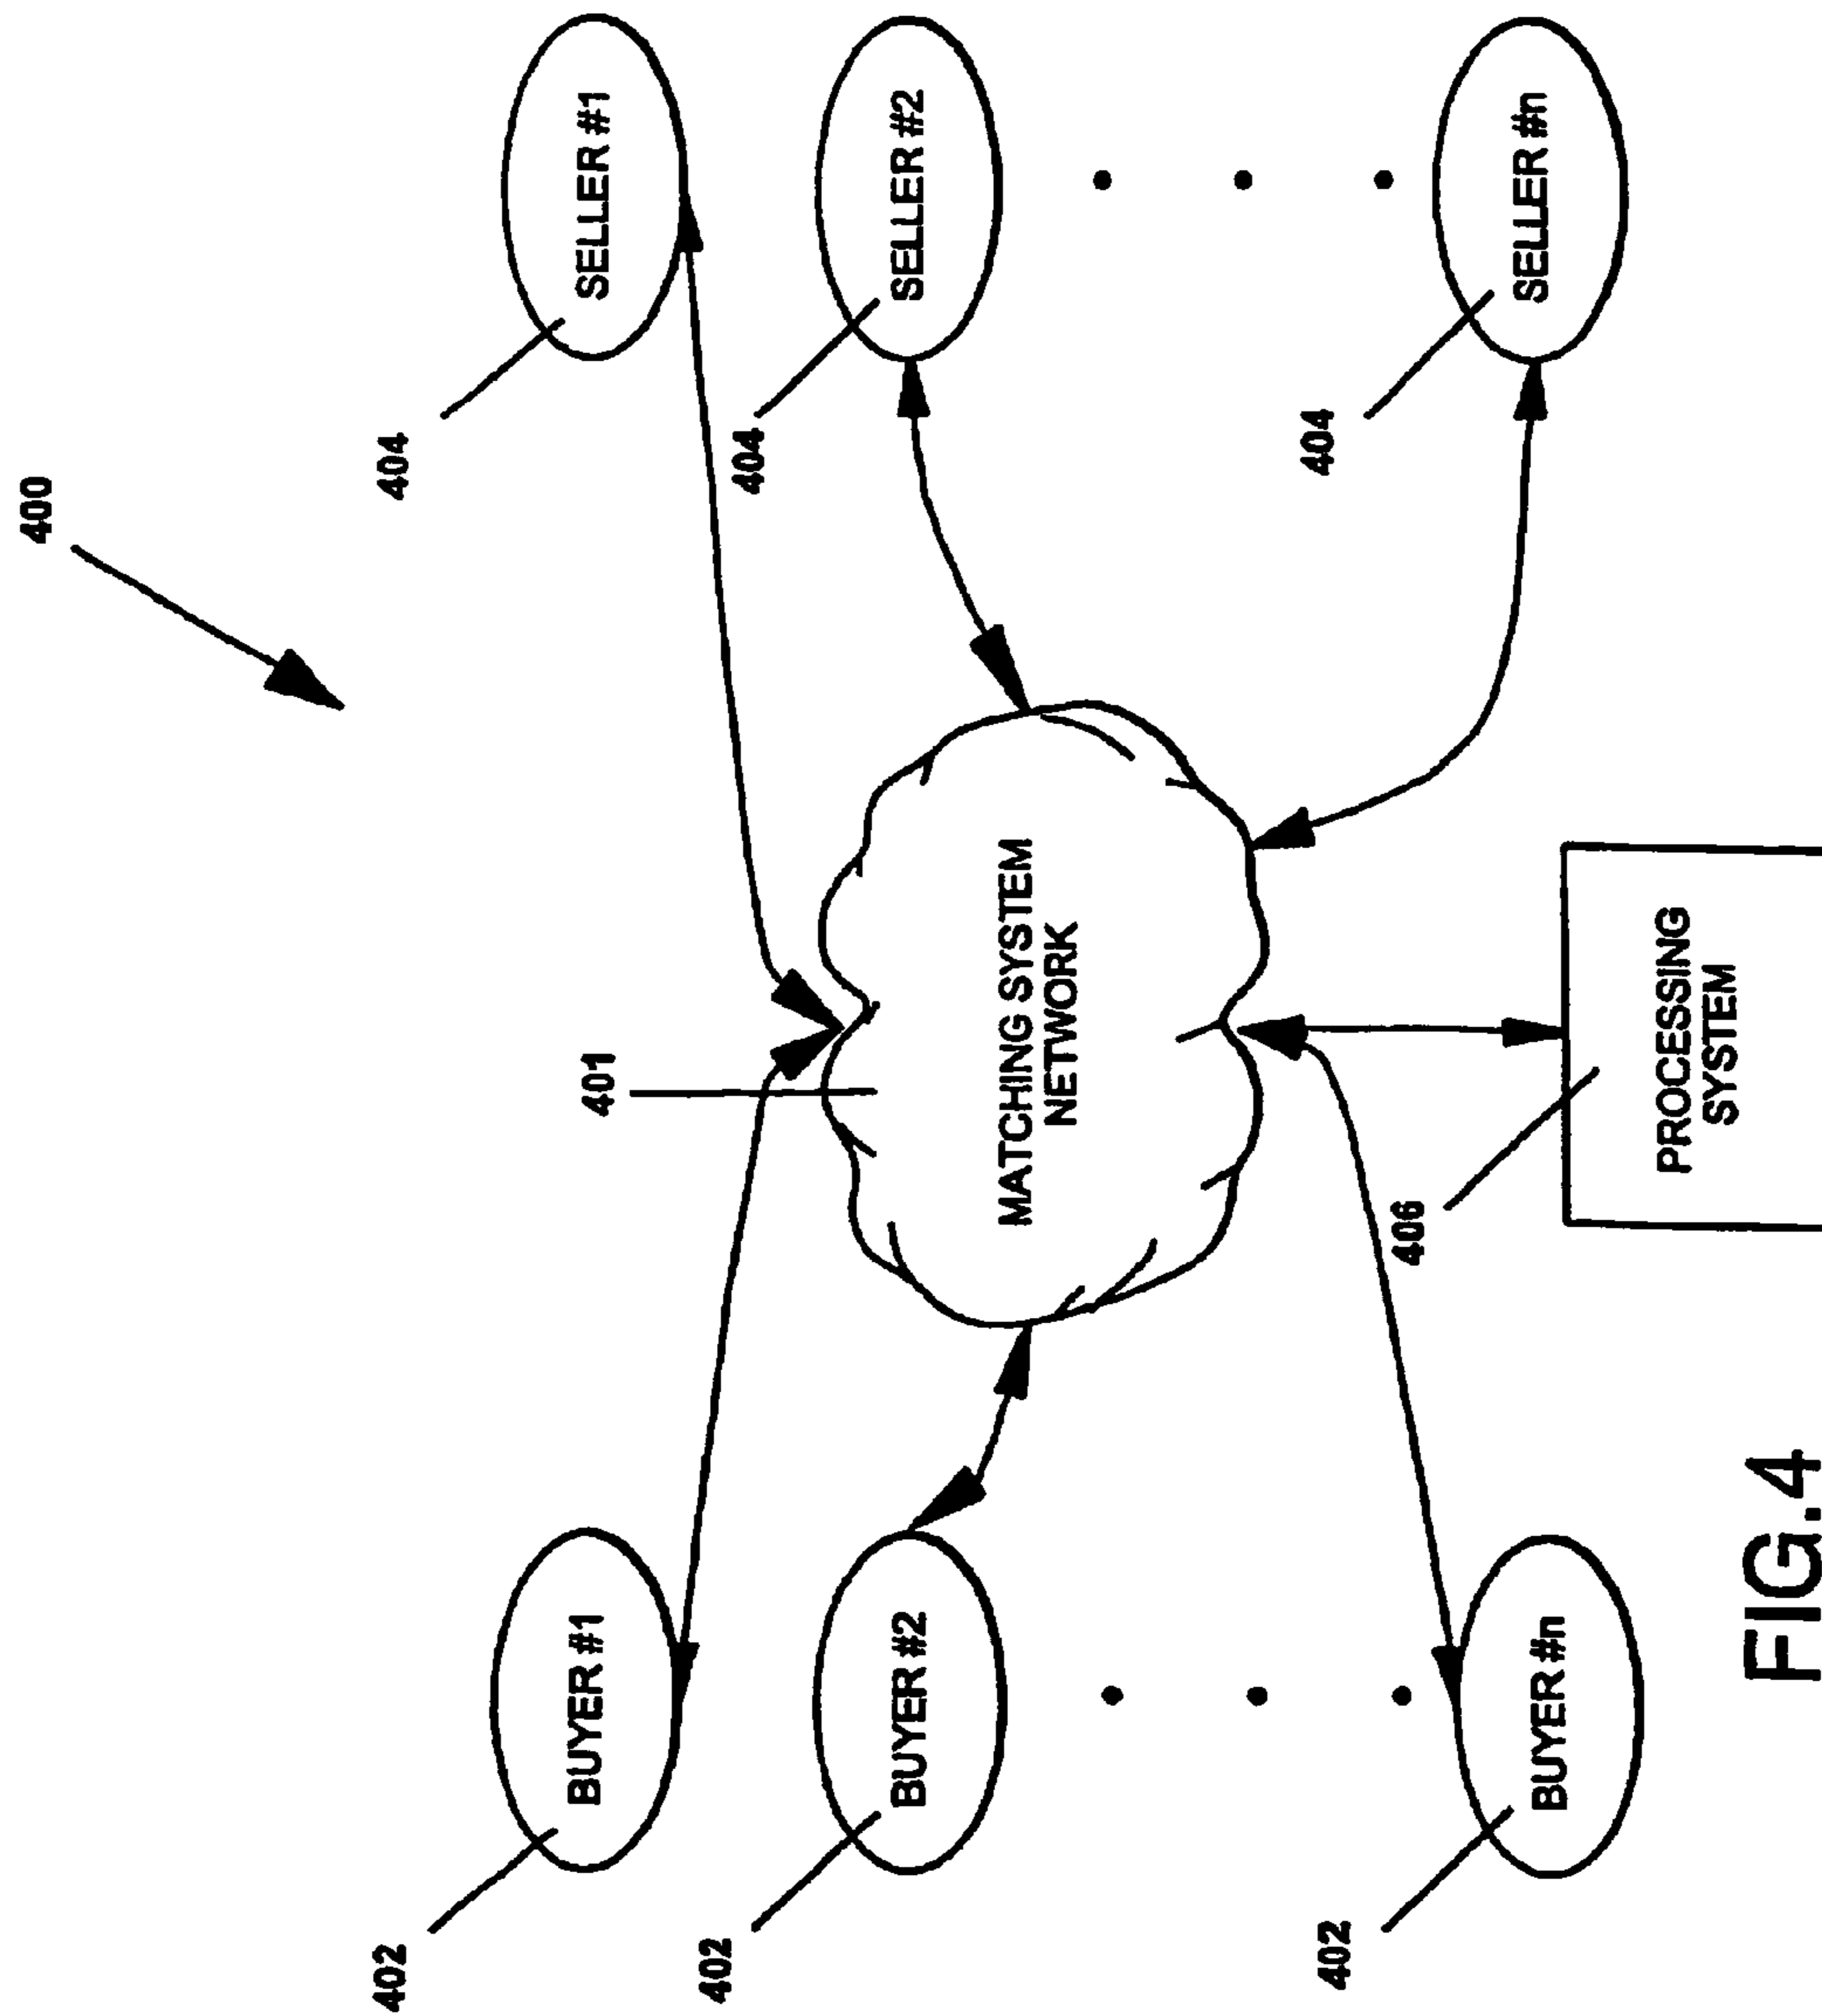 400
402
BUYER #1
401
404
SELLER #1
402
BUYER #2
MATCHING SYSTEM
NETWORK
404
SELLER #2
402
BUYER #n
406
PROCESSING
SYSTEM
404
SELLER #n
FIG.4